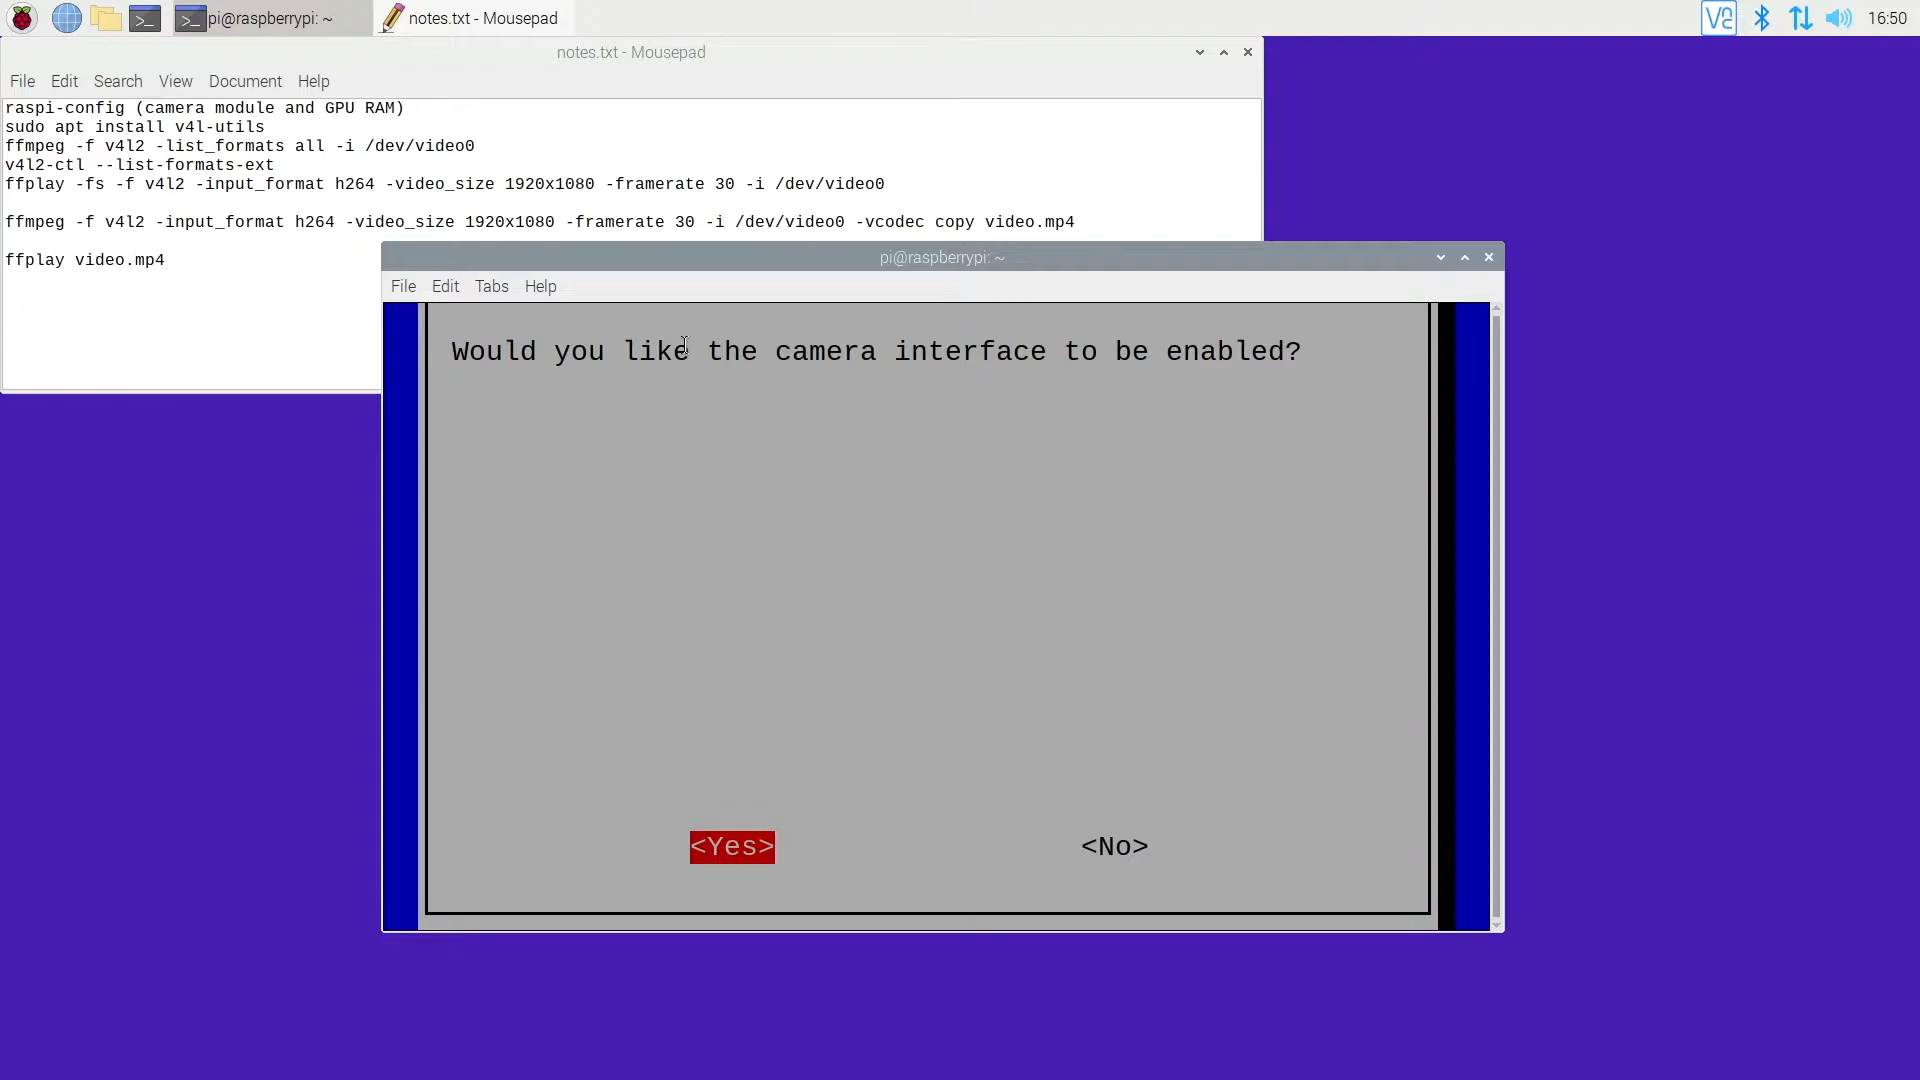 pi@raspberrypi: ~
notes.txt - Mousepad
16:50
notes.txt - Mousepad
File Edit Search View Document Help
raspi-config (camera module and GPU RAM)
sudo apt install v4l-utils
ffmpeg -f v4l2 -list_formats all -i /dev/video0
v4l2-ctl --list-formats-ext
ffplay -fs -f v4l2 -input_format h264 -video_size 1920x1080 -framerate 30 -i /dev/video0
ffmpeg -f v4l2 -input_format h264 -video_size 1920x1080 -framerate 30 -i /dev/video0 -vcodec copy video.mp4
ffplay video.mp4
pi@raspberrypi: ~
File Edit Tabs Help
Would you like the camera interface to be enabled?
<Yes> <No>